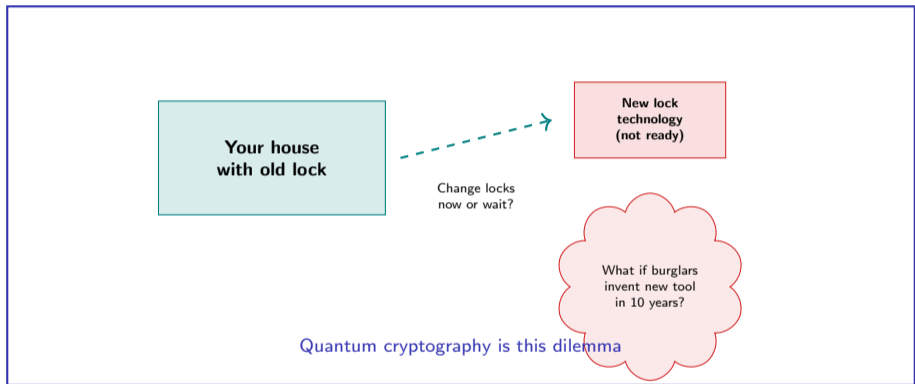 Your house
with old lock
New lock
technology
(not ready)
Change locks
now or wait?
What if burglars
invent new tool
in 10 years?
Quantum cryptography is this dilemma